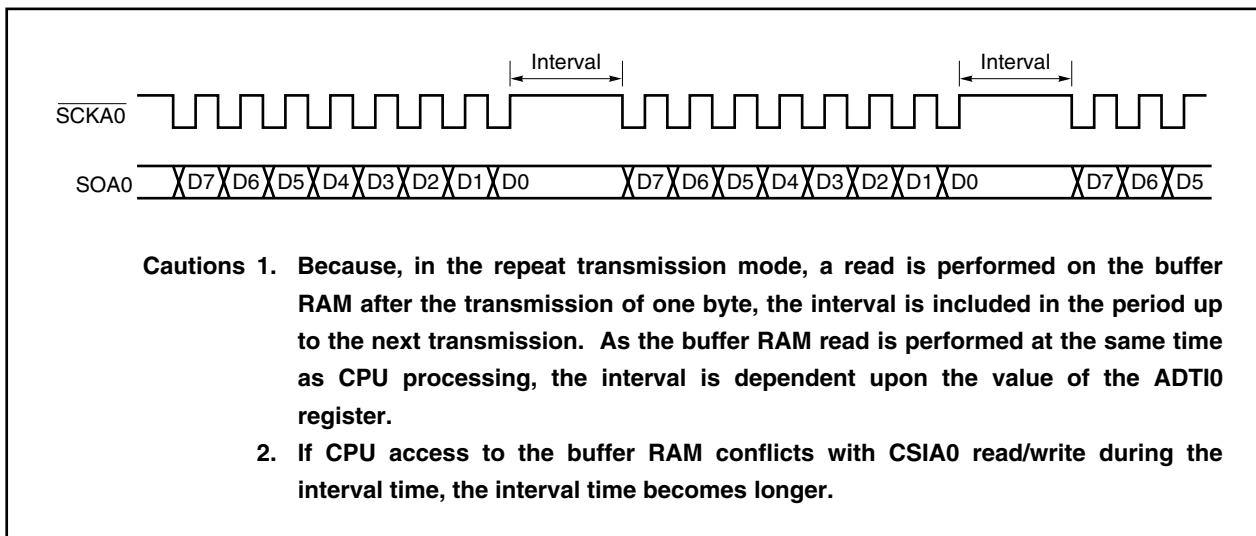 Interval Interval
SCKA0
SOA0 D7 D6 D5 D4 D3 D2 D1 D0 D7 D6 D5 D4 D3 D2 D1 D0 D7 D6 D5
Cautions 1. Because, in the repeat transmission mode, a read is performed on the buffer
RAM after the transmission of one byte, the interval is included in the period up
to the next transmission. As the buffer RAM read is performed at the same time
as CPU processing, the interval is dependent upon the value of the ADTI0
register.
2. If CPU access to the buffer RAM conflicts with CSIA0 read/write during the
interval time, the interval time becomes longer.